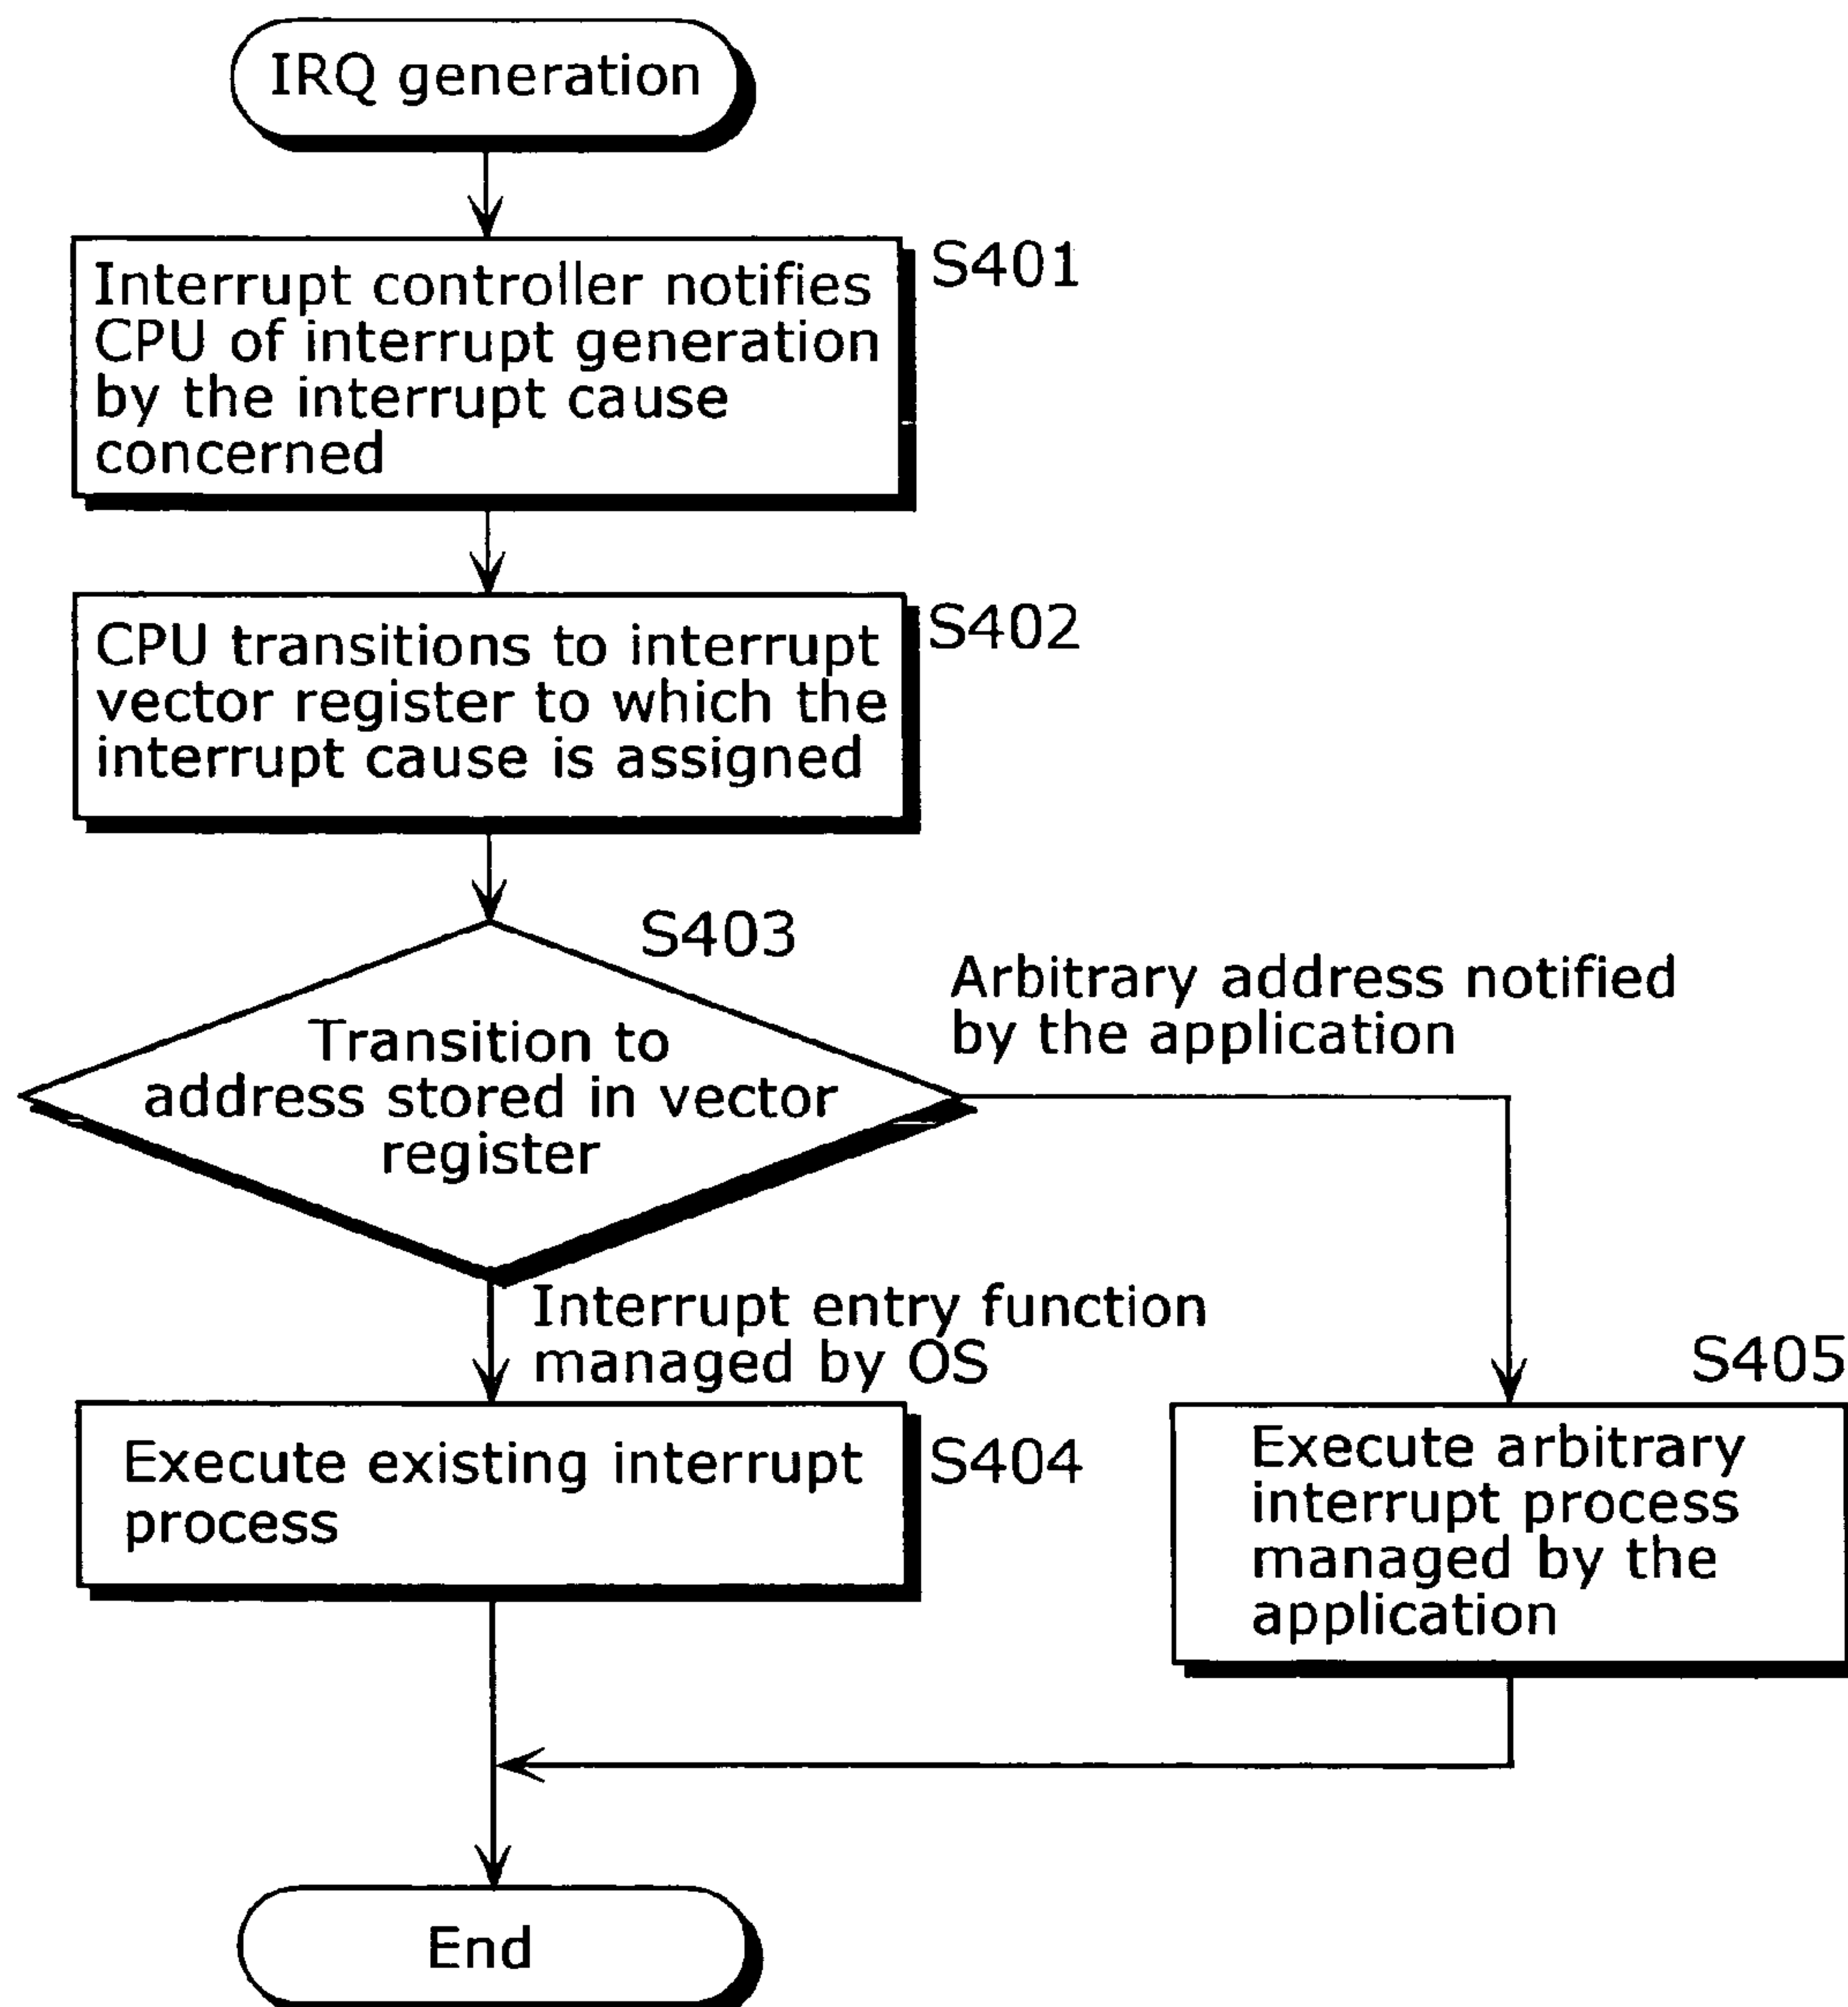 IRQ generation
Interrupt controller notifies
CPU of interrupt generation
by the interrupt cause
concerned
S401
CPU transitions to interrupt
vector register to which the
interrupt cause is assigned
S402
S403
Transition to
address stored in vector
register
Arbitrary address notified
by the application
Interrupt entry function
managed by OS
Execute existing interrupt
process
S404
S405
Execute arbitrary
interrupt process
managed by the
application
End